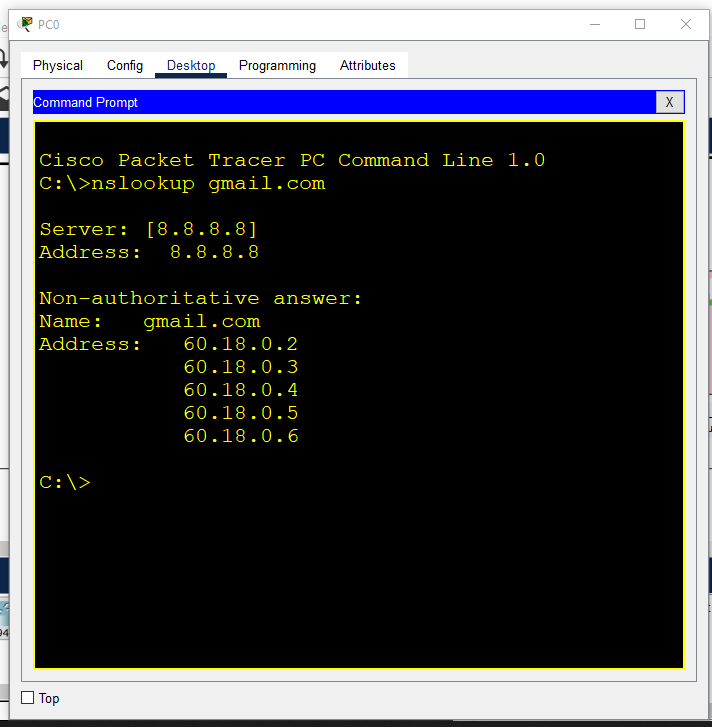 PC0
Physical Config Desktop Programming Attributes
Command Prompt X
Cisco Packet Tracer PC Command Line 1.0
C:\>nslookup gmail.com
Server: [8.8.8.8]
Address: 8.8.8.8
Non-authoritative answer:
Name: gmail.com
Address: 60.18.0.2
60.18.0.3
60.18.0.4
60.18.0.5
60.18.0.6
C:\>
Top